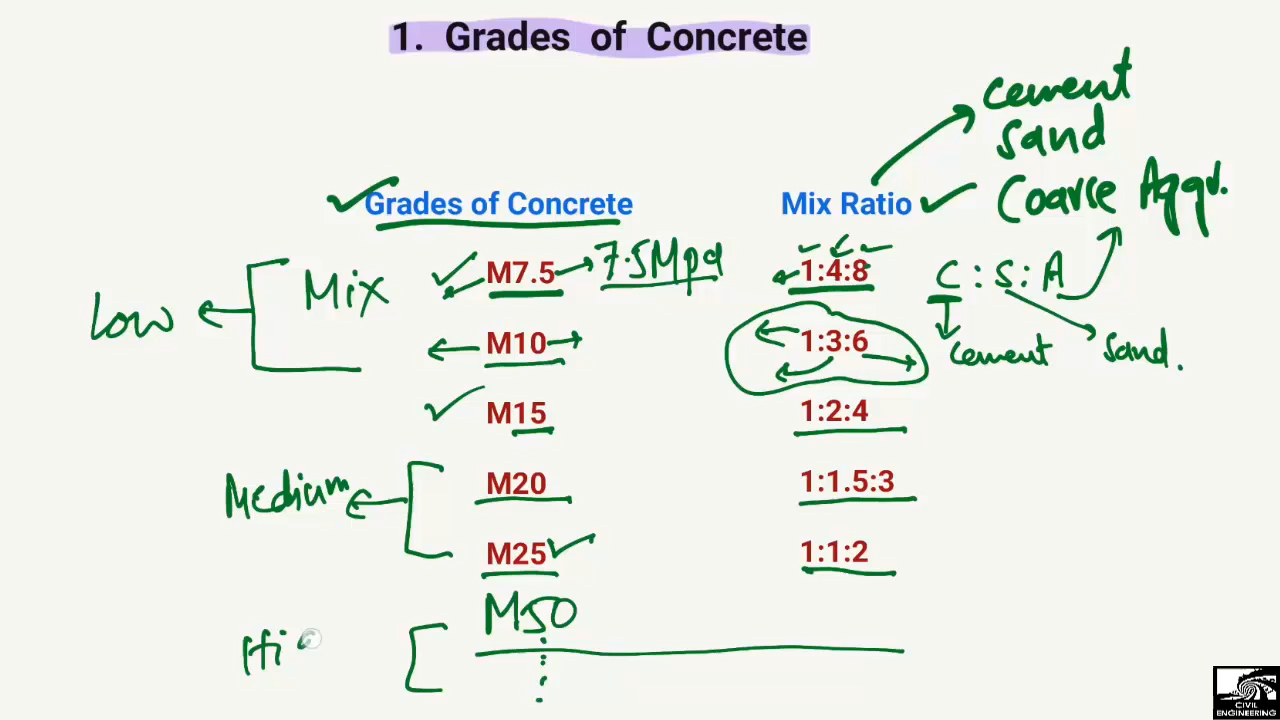 1. Grades of Concrete
cement
sand
Coarse Aggr.
Grades of Concrete
Mix Ratio
Mix
M7.5
7.5Mpa
1:4:8
C : S : A
Low
M10
1:3:6
cement
sand.
M15
1:2:4
Medium
M20
1:1.5:3
M25
1:1:2
M50
Hi
CIVIL
ENGINEERING